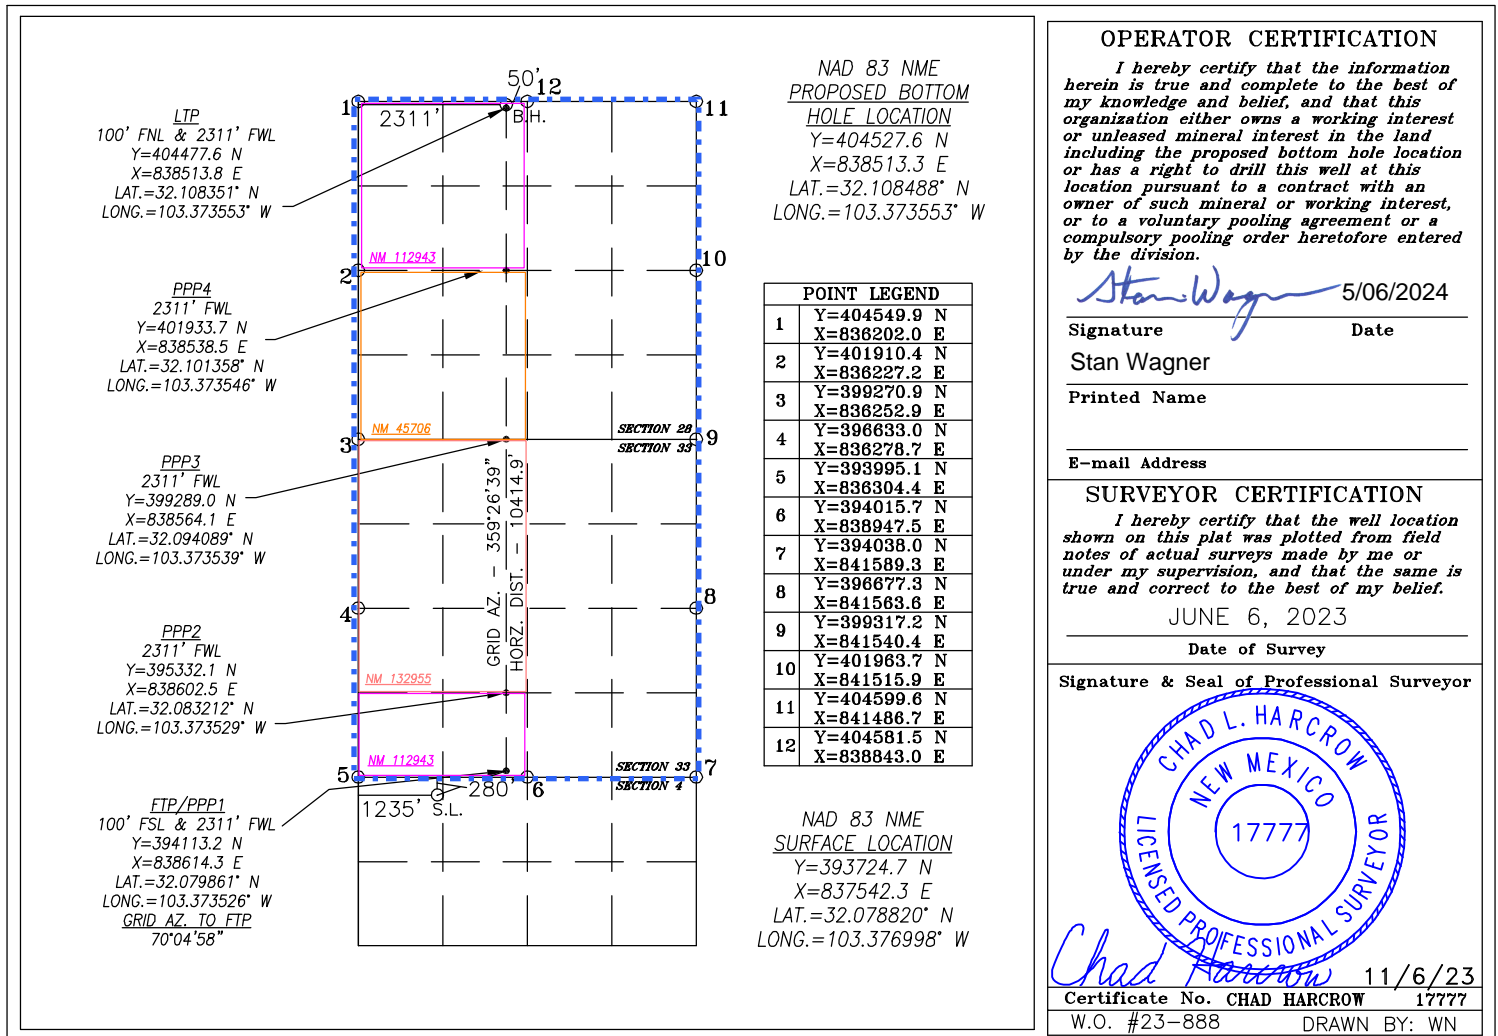 LTP
100' FNL & 2311' FWL
Y=404477.6 N
X=838513.8 E
LAT.=32.108351° N
LONG.=103.373553° W
PPP4
2311' FWL
Y=401933.7 N
X=838538.5 E
LAT.=32.101358° N
LONG.=103.373546° W
PPP3
2311' FWL
Y=399289.0 N
X=838564.1 E
LAT.=32.094089° N
LONG.=103.373539° W
PPP2
2311' FWL
Y=395332.1 N
X=838602.5 E
LAT.=32.083212° N
LONG.=103.373529° W
FTP/PPP1
100' FSL & 2311' FWL
Y=394113.2 N
X=838614.3 E
LAT.=32.079861° N
LONG.=103.373526° W
GRID AZ. TO FTP
70°04'58"
50'
1
12
11
2311'
B.H.
NM 112943
2
10
NM 45706
SECTION 28
3
9
SECTION 33
GRID AZ. - 359°26'39"
HORZ. DIST. - 10414.9'
4
8
NM 132955
NM 112943
SECTION 33
5
6
7
SECTION 4
280'
1235'
S.L.
NAD 83 NME
PROPOSED BOTTOM
HOLE LOCATION
Y=404527.6 N
X=838513.3 E
LAT.=32.108488° N
LONG.=103.373553° W
POINT LEGEND
1 Y=404549.9 N
X=836202.0 E
2 Y=401910.4 N
X=836227.2 E
3 Y=399270.9 N
X=836252.9 E
4 Y=396633.0 N
X=836278.7 E
5 Y=393995.1 N
X=836304.4 E
6 Y=394015.7 N
X=838947.5 E
7 Y=394038.0 N
X=841589.3 E
8 Y=396677.3 N
X=841563.6 E
9 Y=399317.2 N
X=841540.4 E
10 Y=401963.7 N
X=841515.9 E
11 Y=404599.6 N
X=841486.7 E
12 Y=404581.5 N
X=838843.0 E
NAD 83 NME
SURFACE LOCATION
Y=393724.7 N
X=837542.3 E
LAT.=32.078820° N
LONG.=103.376998° W
OPERATOR CERTIFICATION
I hereby certify that the information
herein is true and complete to the best of
my knowledge and belief, and that this
organization either owns a working interest
or unleased mineral interest in the land
including the proposed bottom hole location
or has a right to drill this well at this
location pursuant to a contract with an
owner of such mineral or working interest,
or to a voluntary pooling agreement or a
compulsory pooling order heretofore entered
by the division.
Stan Wagner 5/06/2024
Signature Date
Stan Wagner
Printed Name
E-mail Address
SURVEYOR CERTIFICATION
I hereby certify that the well location
shown on this plat was plotted from field
notes of actual surveys made by me or
under my supervision, and that the same is
true and correct to the best of my belief.
JUNE 6, 2023
Date of Survey
Signature & Seal of Professional Surveyor
CHAD L. HARCROW
NEW MEXICO
17777
LICENSED PROFESSIONAL SURVEYOR
Chad Harcrow 11/6/23
Certificate No. CHAD HARCROW 17777
W.O. #23-888 DRAWN BY: WN